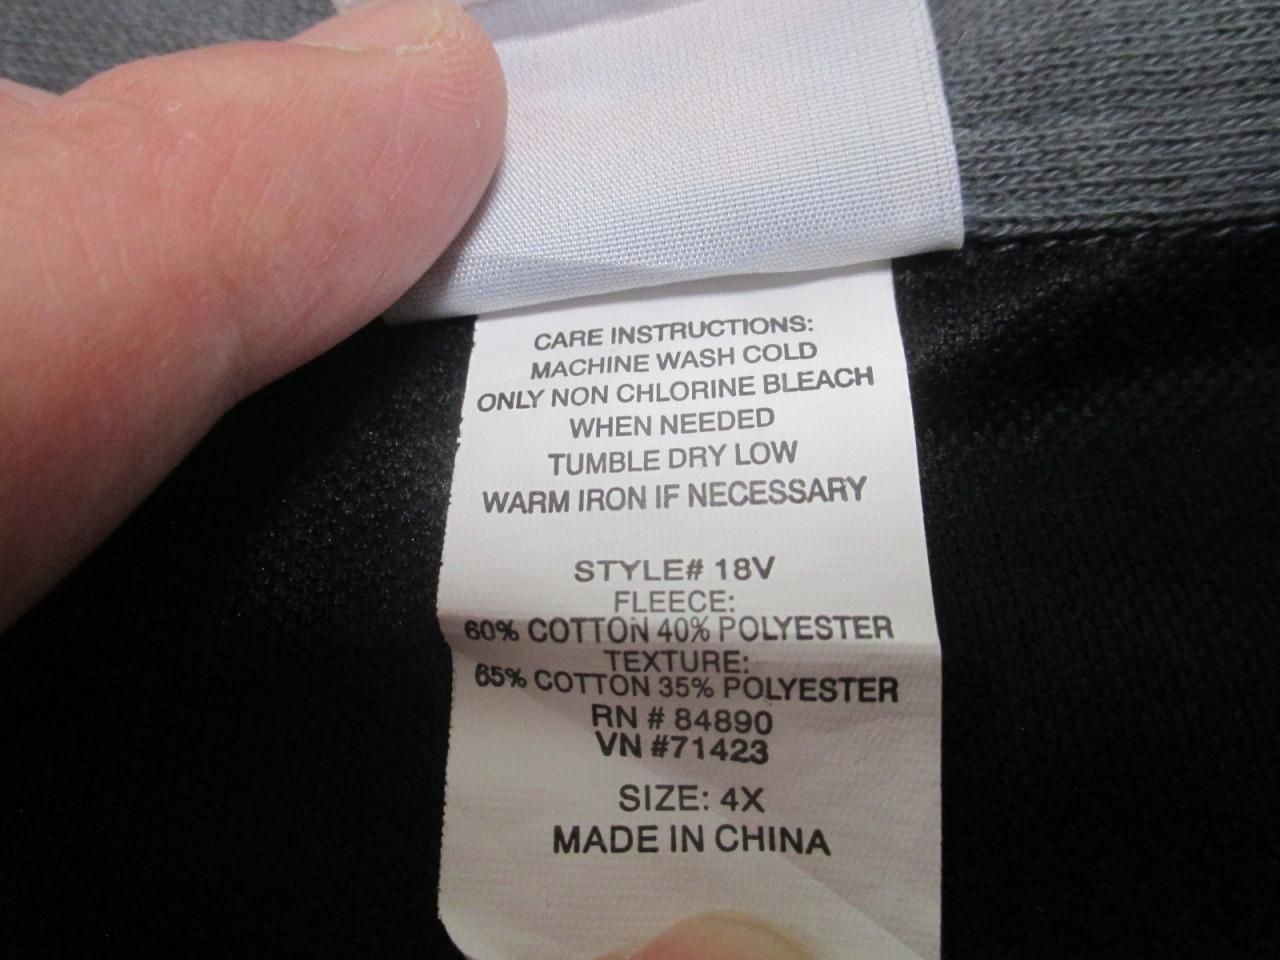 CARE INSTRUCTIONS:
MACHINE WASH COLD
ONLY NON CHLORINE BLEACH
WHEN NEEDED
TUMBLE DRY LOW
WARM IRON IF NECESSARY
STYLE# 18V
FLEECE:
60% COTTON 40% POLYESTER
TEXTURE:
65% COTTON 35% POLYESTER
RN # 84890
VN #71423
SIZE: 4X
MADE IN CHINA